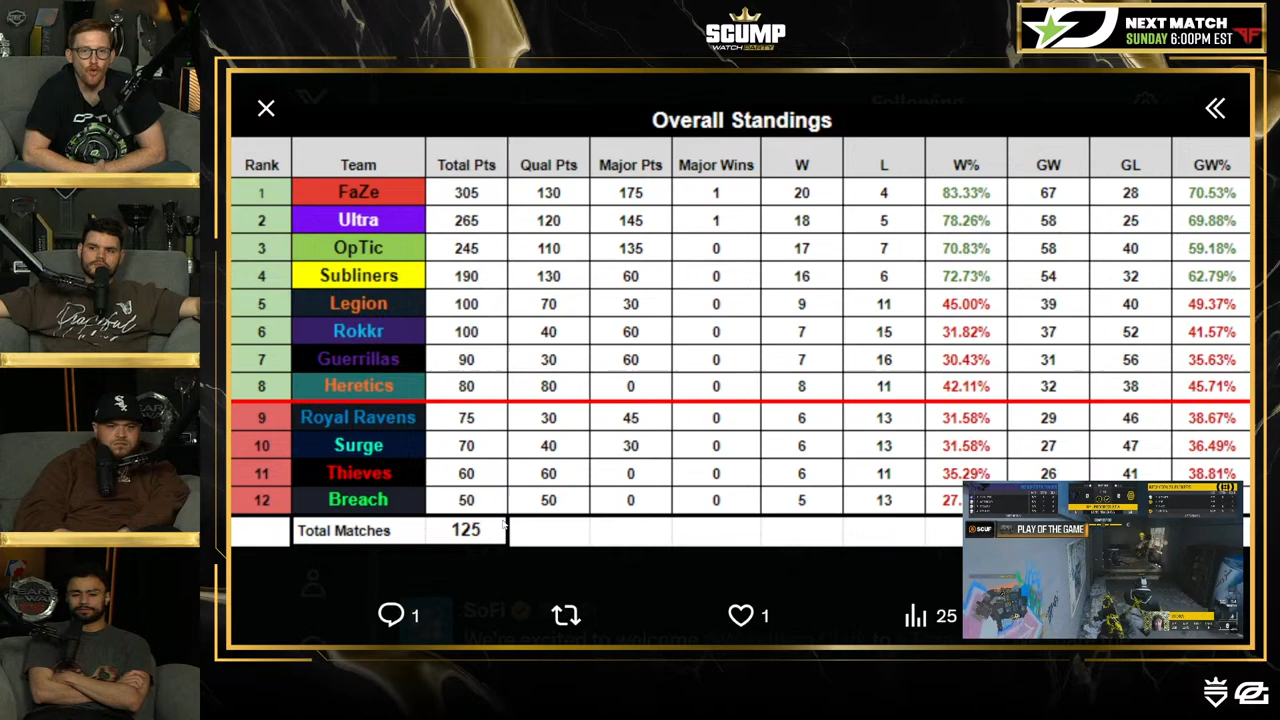 SCUMP
WATCH PARTY
NEXT MATCH
SUNDAY 6:00PM EST
Overall Standings
Rank Team Total Pts Qual Pts Major Pts Major Wins W L W% GW GL GW%
1 FaZe 305 130 175 1 20 4 83.33% 67 28 70.53%
2 Ultra 265 120 145 1 18 5 78.26% 58 25 69.88%
3 OpTic 245 110 135 0 17 7 70.83% 58 40 59.18%
4 Subliners 190 130 60 0 16 6 72.73% 54 32 62.79%
5 Legion 100 70 30 0 9 11 45.00% 39 40 49.37%
6 Rokkr 100 40 60 0 7 15 31.82% 37 52 41.57%
7 Guerrillas 90 30 60 0 7 16 30.43% 31 56 35.63%
8 Heretics 80 80 0 0 8 11 42.11% 32 38 45.71%
9 Royal Ravens 75 30 45 0 6 13 31.58% 29 46 38.67%
10 Surge 70 40 30 0 6 13 31.58% 27 47 36.49%
11 Thieves 60 60 0 0 6 11 35.29% 26 41 38.81%
12 Breach 50 50 0 0 5 13 27.
Total Matches 125
SCUF PLAY OF THE GAME
SoFi
We're excited to welcome
1 1 25